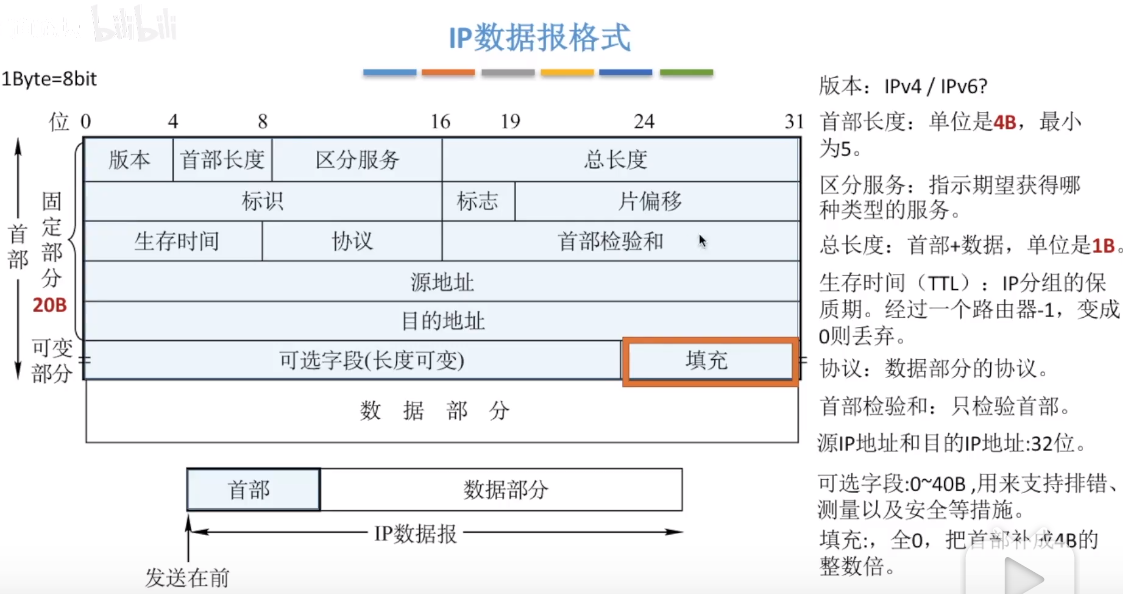 bilibili
IP数据报格式
1Byte=8bit
位 0 4 8 16 19 24 31
版本 首部长度 区分服务 总长度
标识 标志 片偏移
生存时间 协议 首部检验和
源地址
目的地址
可选字段(长度可变) 填充
数 据 部 分
首部
固定部分
20B
可变
部分
首部 数据部分
IP数据报
发送在前
版本：IPv4 / IPv6?
首部长度：单位是4B，最小
为5。
区分服务：指示期望获得哪
种类型的服务。
总长度：首部+数据，单位是1B。
生存时间（TTL）：IP分组的保
质期。经过一个路由器-1，变成
0则丢弃。
协议：数据部分的协议。
首部检验和：只检验首部。
源IP地址和目的IP地址:32位。
可选字段:0~40B ,用来支持排错、
测量以及安全等措施。
填充:，全0，把首部补成4B的
整数倍。